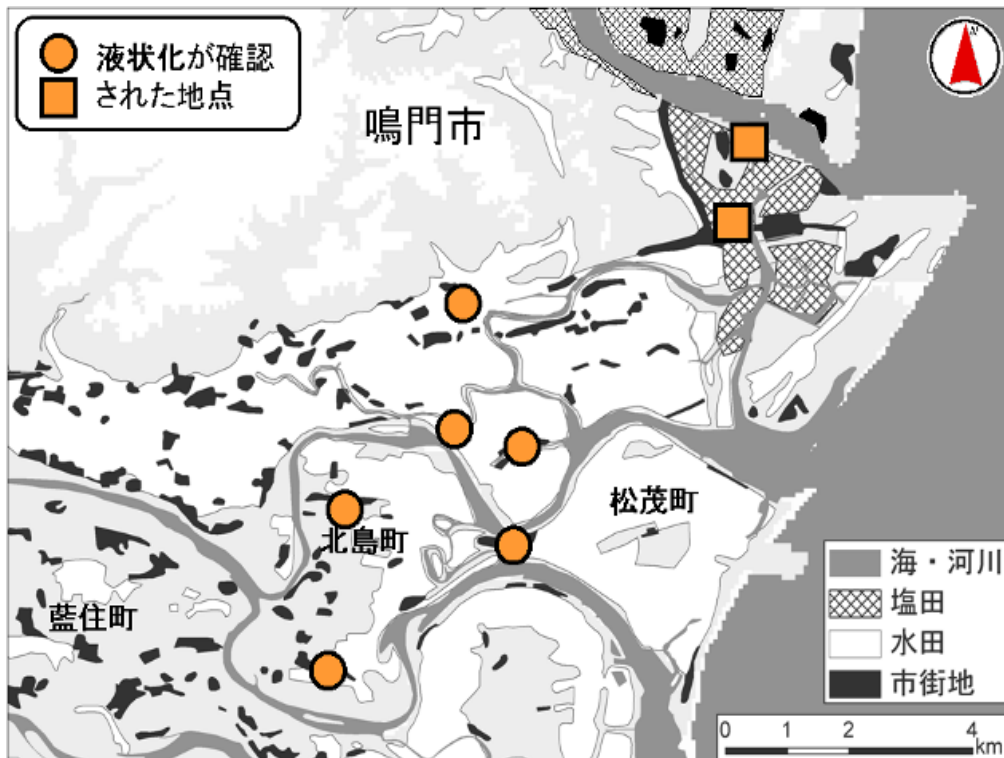 液状化が確認
された地点
鳴門市
N
松茂町
北島町
藍住町
海・河川
塩田
水田
市街地
0 1 2 4
km